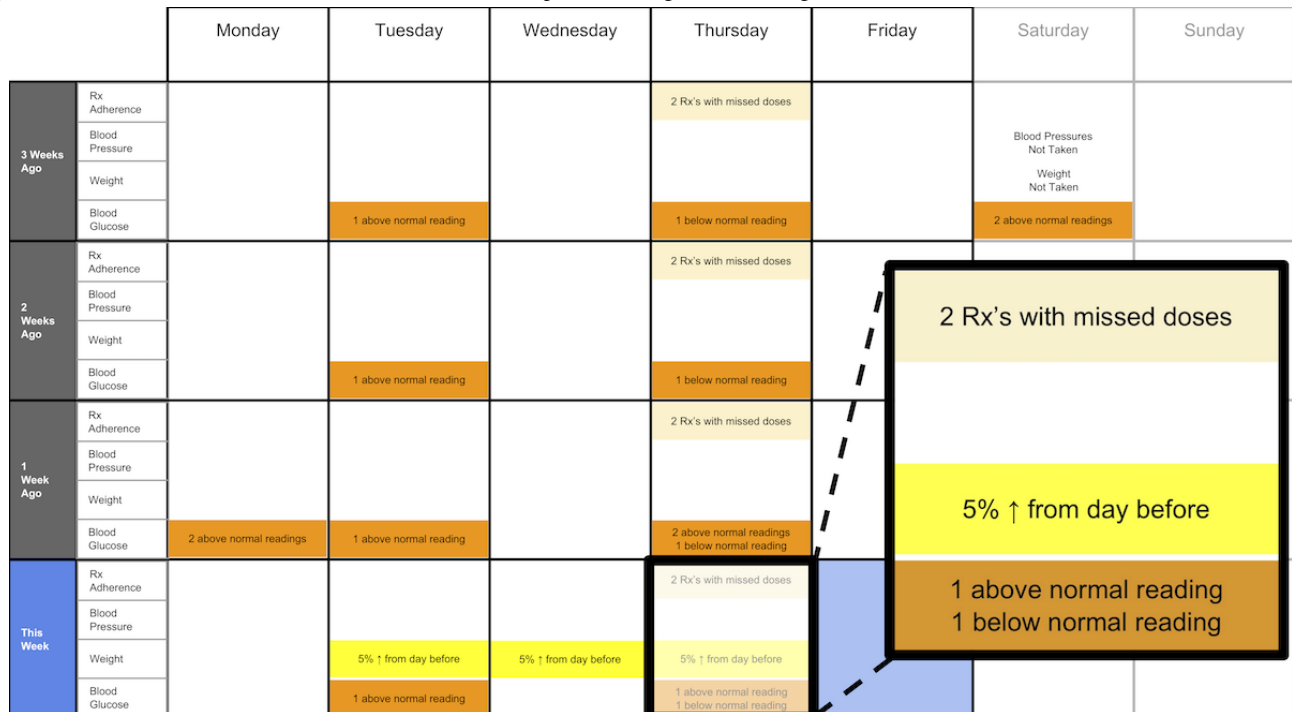 Monday
Tuesday
Wednesday
Thursday
Friday
Saturday
Sunday
3 Weeks
Ago
Rx
Adherence
2 Rx's with missed doses
Blood
Pressure
Blood Pressures
Not Taken
Weight
Weight
Not Taken
Blood
Glucose
1 above normal reading
1 below normal reading
2 above normal readings
2
Weeks
Ago
Rx
Adherence
2 Rx's with missed doses
Blood
Pressure
Weight
Blood
Glucose
1 above normal reading
1 below normal reading
1
Week
Ago
Rx
Adherence
2 Rx's with missed doses
Blood
Pressure
Weight
Blood
Glucose
2 above normal readings
1 above normal reading
2 above normal readings
1 below normal reading
This
Week
Rx
Adherence
2 Rx's with missed doses
Blood
Pressure
Weight
5% ↑ from day before
5% ↑ from day before
5% ↑ from day before
Blood
Glucose
1 above normal reading
1 above normal reading
1 below normal reading
2 Rx's with missed doses
5% ↑ from day before
1 above normal reading
1 below normal reading